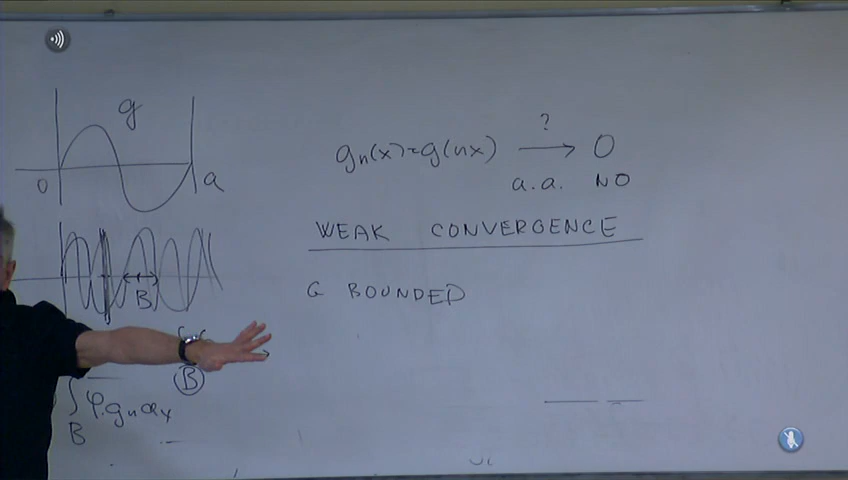 g
0
a
B
B
∫ φ.gₙ dx
B
gₙ(x)=g(nx) ⟶ 0
?
a.a. NO
WEAK CONVERGENCE
G BOUNDED